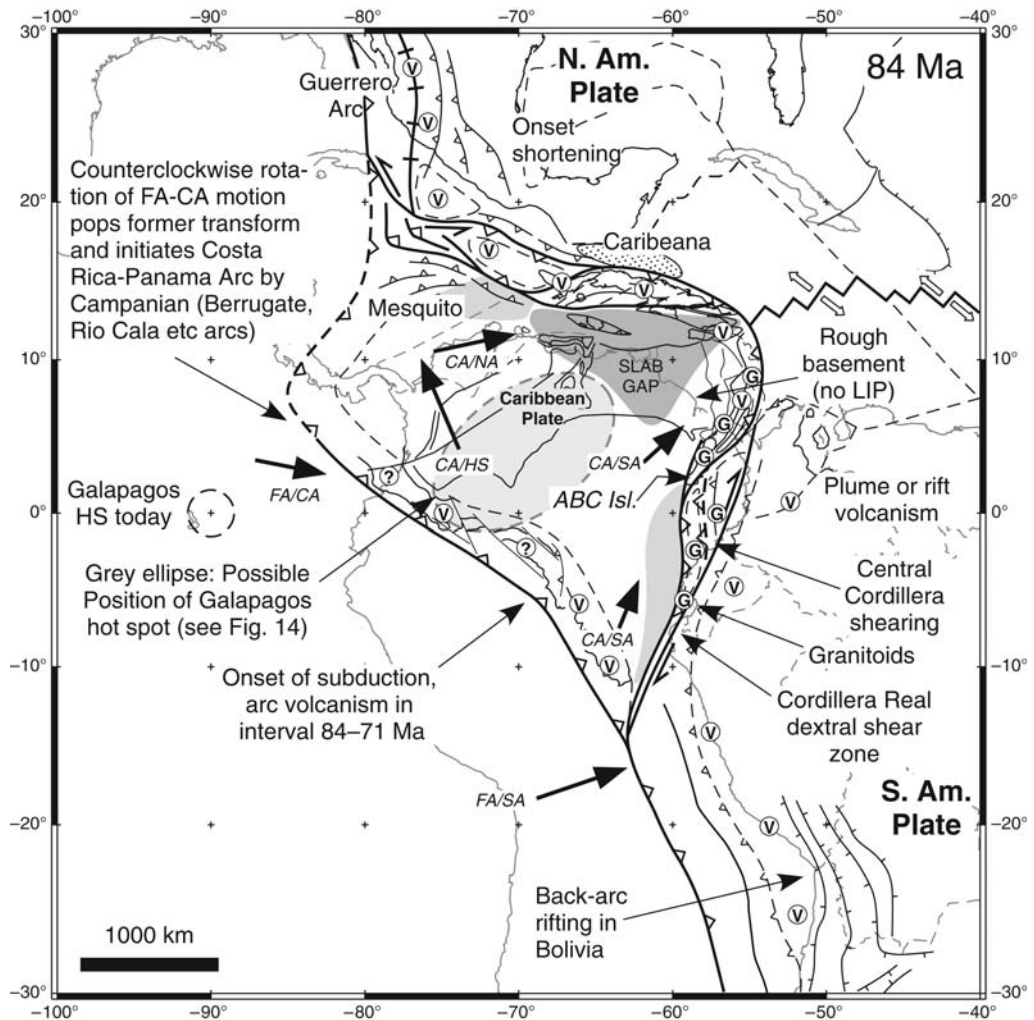 −100° −90° −80° −70° −60° −50° −40°
30° 30°
84 Ma
N. Am.
Plate
Guerrero
Arc
V
V
V
V
V
V
Onset
shortening
20° 20°
Counterclockwise rota-
tion of FA-CA motion
pops former transform
and initiates Costa
Rica-Panama Arc by
Campanian (Berrugate,
Rio Cala etc arcs)
Caribeana
Mesquito
CA/NA
10° 10°
SLAB
GAP
V
G
V
G
G
Rough
basement
(no LIP)
Caribbean
Plate
CA/HS
CA/SA
ABC Isl.
FA/CA
?
V
?
V
V
Galapagos
HS today
0° 0°
G
G
G
V
V
Plume or rift
volcanism
Grey ellipse: Possible
Position of Galapagos
hot spot (see Fig. 14)
CA/SA
Central
Cordillera
shearing
Granitoids
−10° −10°
Onset of subduction,
arc volcanism in
interval 84–71 Ma
Cordillera Real
dextral shear
zone
V
FA/SA
S. Am.
Plate
−20° −20°
V
V
Back-arc
rifting in
Bolivia
1000 km
−30° −30°
−100° −90° −80° −70° −60° −50° −40°